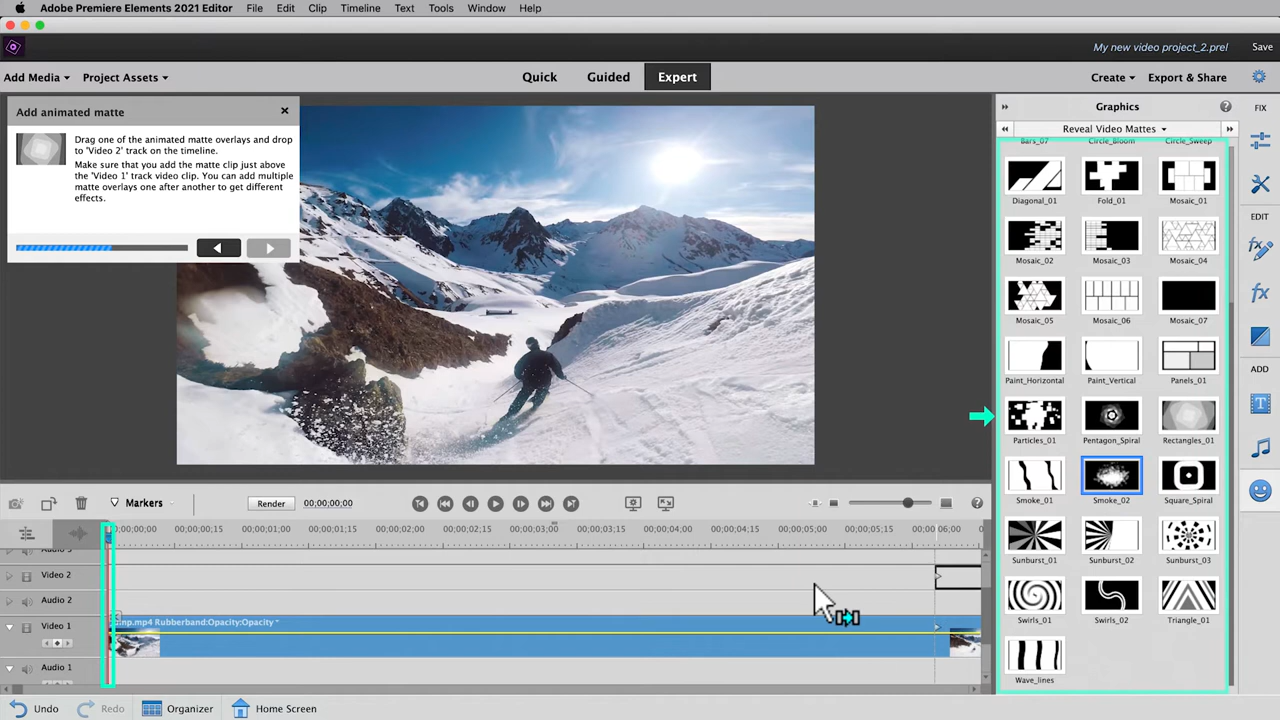 Adobe Premiere Elements 2021 Editor File Edit Clip Timeline Text Tools Window Help
My new video project_2.prel Save
Add Media Project Assets Quick Guided Expert Create Export & Share
Add animated matte
Drag one of the animated matte overlays and drop
to 'Video 2' track on the timeline.
Make sure that you add the matte clip just above
the 'Video 1' track video clip. You can add multiple
matte overlays one after another to get different
effects.
Graphics
FIX
Reveal Video Mattes
Bars_07 Circle_Bloom Circle_Sweep
Diagonal_01 Fold_01 Mosaic_01
EDIT
Mosaic_02 Mosaic_03 Mosaic_04
Mosaic_05 Mosaic_06 Mosaic_07
Paint_Horizontal Paint_Vertical Panels_01
ADD
Particles_01 Pentagon_Spiral Rectangles_01
Smoke_01 Smoke_02 Square_Spiral
Sunburst_01 Sunburst_02 Sunburst_03
Swirls_01 Swirls_02 Triangle_01
Wave_lines
Markers Render 00:00:00:00
00;00;00;15 00;00;01;00 00;00;01;15 00;00;02;00 00;00;02;15 00;00;03;00 00;00;03;15 00;00;04;00 00;00;04;15 00;00;05;15 00;00;06;00
Video 2
Audio 2
Video 1
.mp4 Rubberband:Opacity:Opacity
Audio 1
Undo Redo Organizer Home Screen